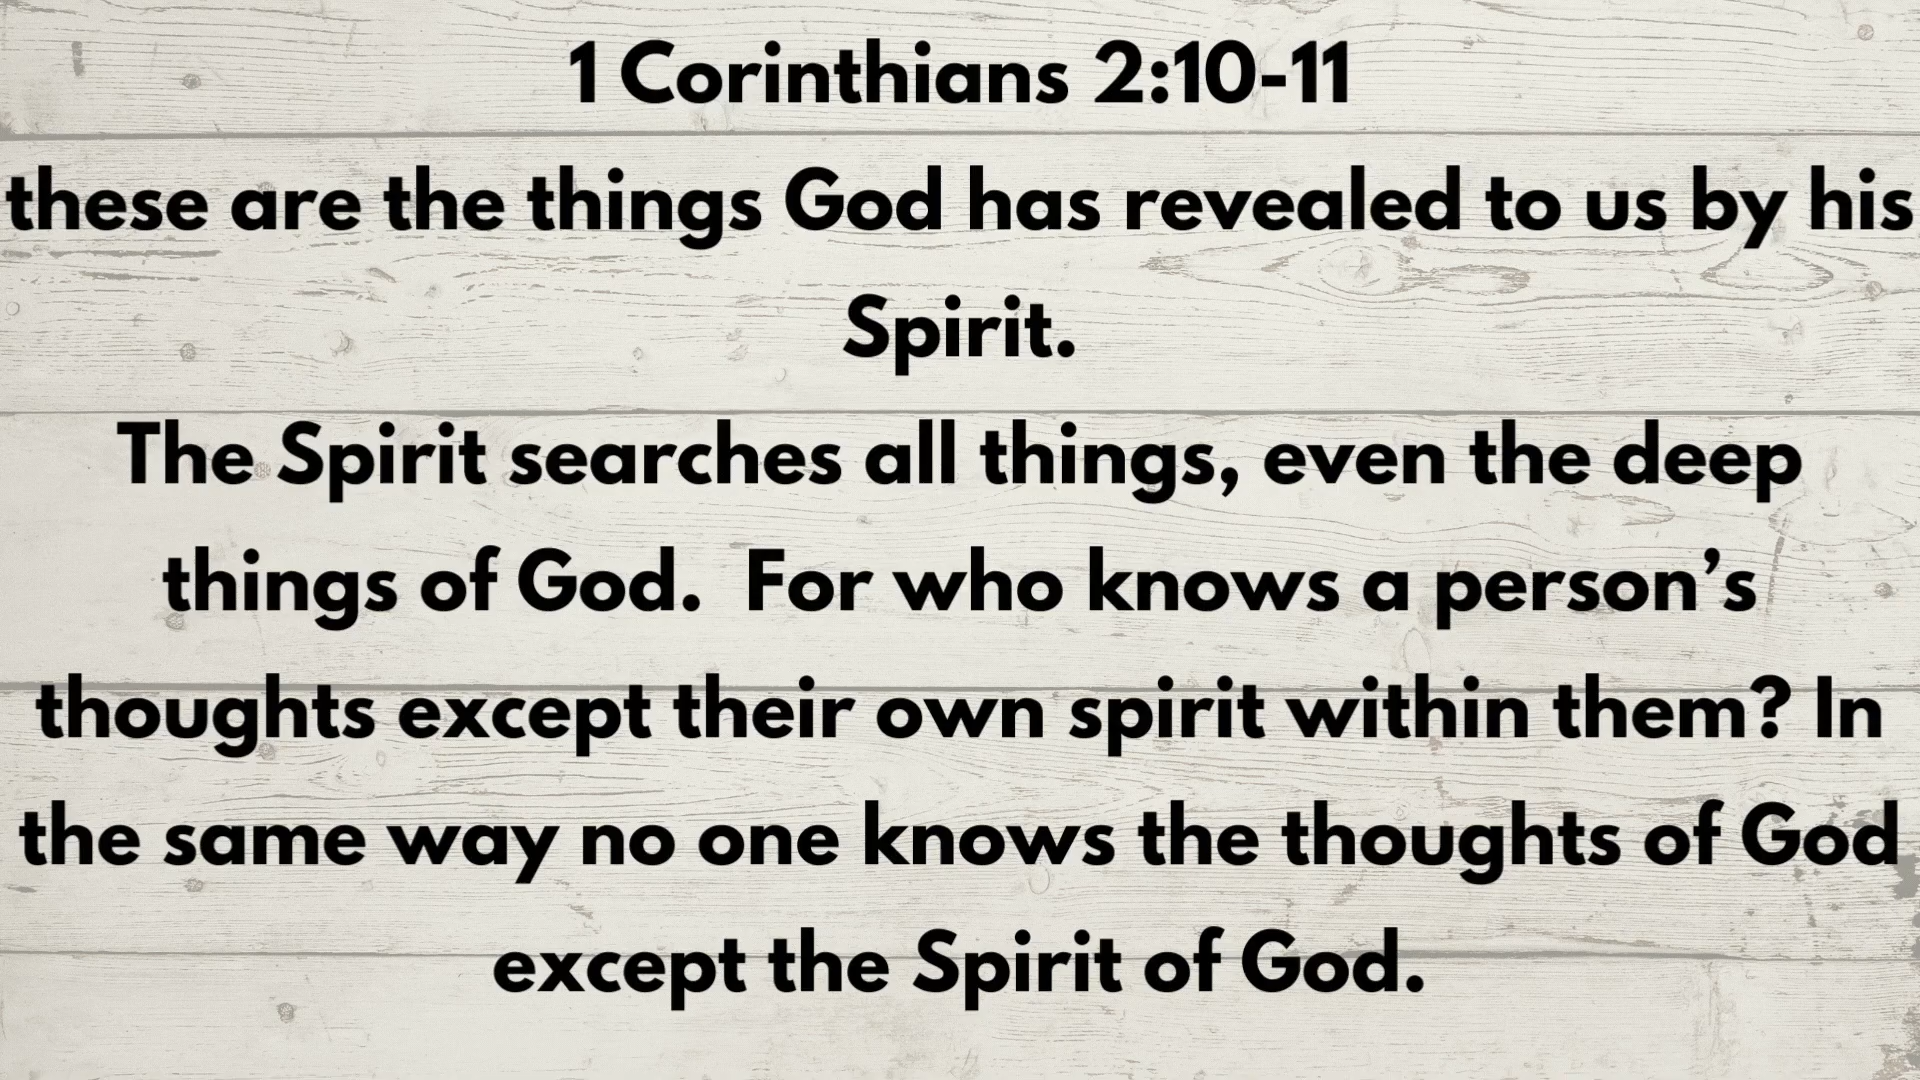 1 Corinthians 2:10-11
these are the things God has revealed to us by his
Spirit.
The Spirit searches all things, even the deep
things of God.  For who knows a person’s
thoughts except their own spirit within them? In
the same way no one knows the thoughts of God
except the Spirit of God.